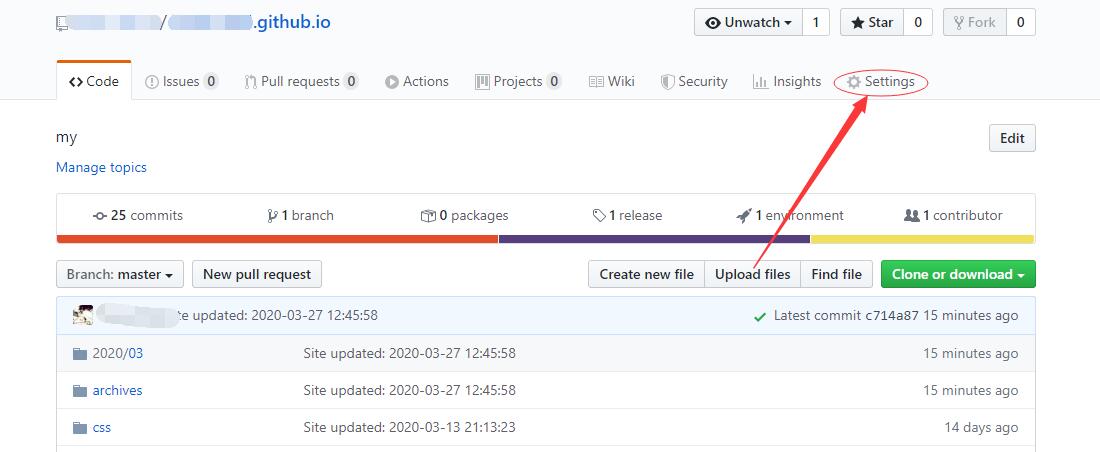 / .github.io Unwatch 1 Star 0 Fork 0
Code Issues 0 Pull requests 0 Actions Projects 0 Wiki Security Insights Settings
my Edit
Manage topics
25 commits 1 branch 0 packages 1 release 1 environment 1 contributor
Branch: master New pull request Create new file Upload files Find file Clone or download
updated: 2020-03-27 12:45:58 Latest commit c714a87 15 minutes ago
2020/03 Site updated: 2020-03-27 12:45:58 15 minutes ago
archives Site updated: 2020-03-27 12:45:58 15 minutes ago
css Site updated: 2020-03-13 21:13:23 14 days ago